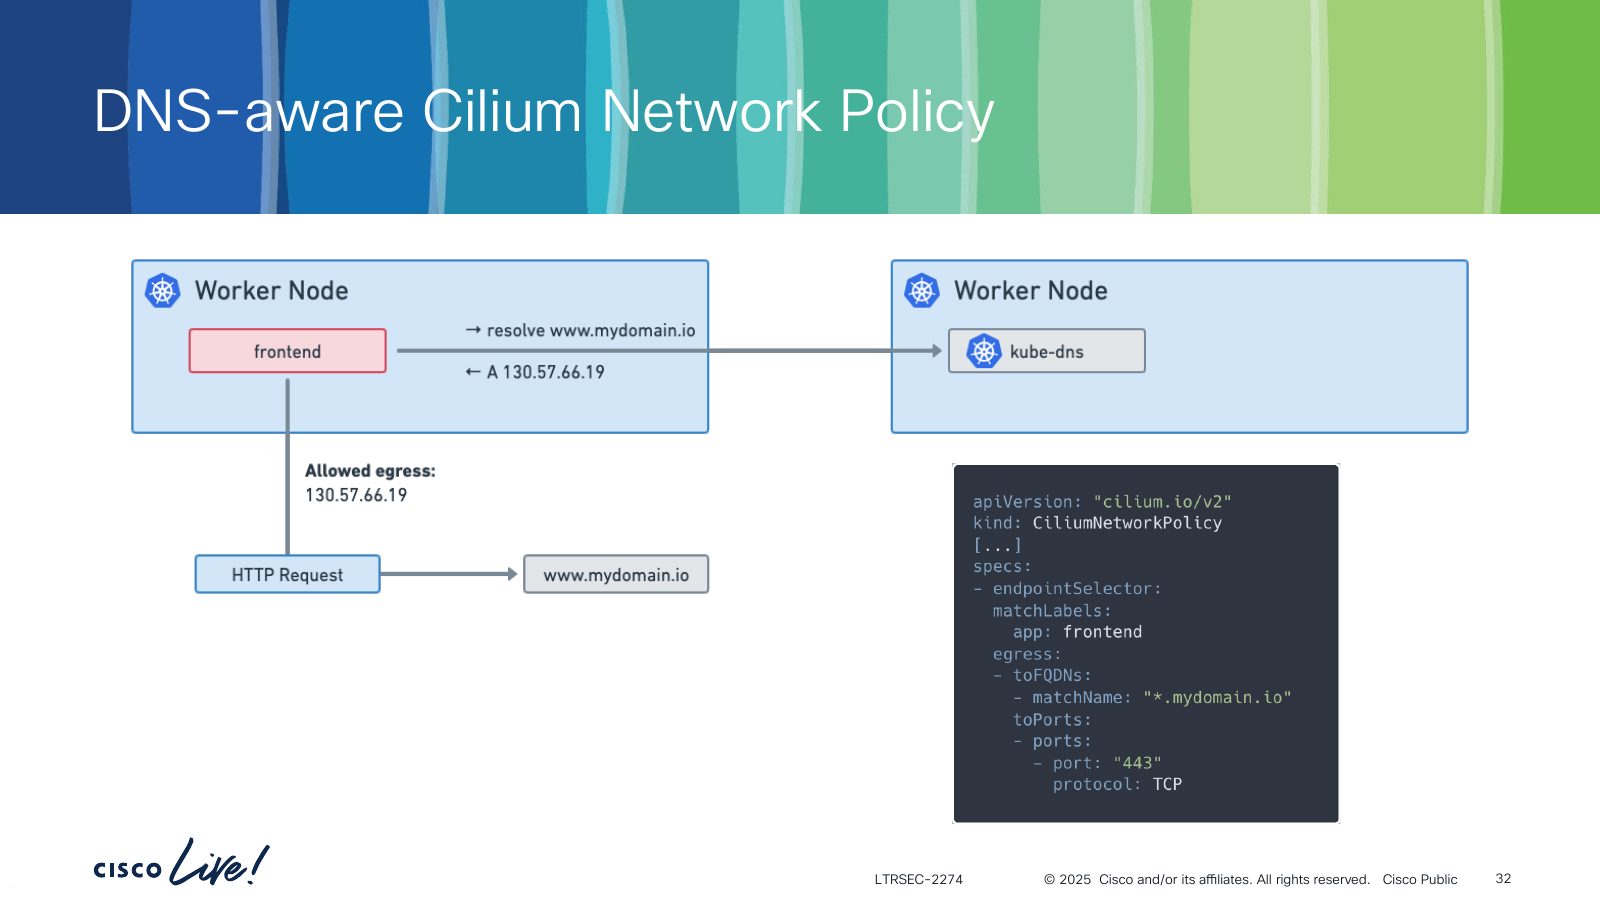 DNS-aware Cilium Network Policy
Worker Node
frontend
→ resolve www.mydomain.io
← A 130.57.66.19
Worker Node
kube-dns
Allowed egress:
130.57.66.19
HTTP Request
www.mydomain.io
apiVersion: "cilium.io/v2"
kind: CiliumNetworkPolicy
[...]
specs:
- endpointSelector:
  matchLabels:
    app: frontend
  egress:
  - toFQDNs:
    - matchName: "*.mydomain.io"
    toPorts:
    - ports:
      - port: "443"
        protocol: TCP
CISCO Live!
LTRSEC-2274
© 2025 Cisco and/or its affiliates. All rights reserved. Cisco Public
32